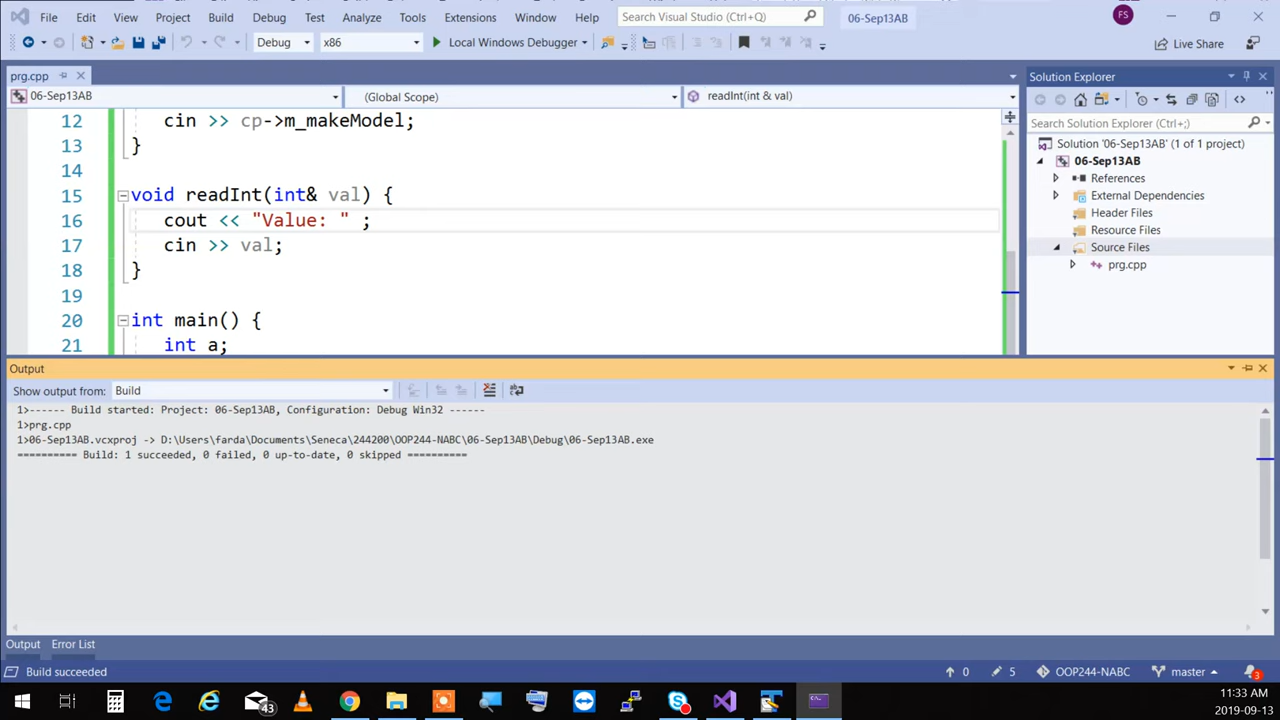 File Edit View Project Build Debug Test Analyze Tools Extensions Window Help Search Visual Studio (Ctrl+Q) 06-Sep13AB FS
Debug x86 Local Windows Debugger Live Share
prg.cpp
06-Sep13AB (Global Scope) readInt(int & val)
12 cin >> cp->m_makeModel;
13 }
14
15 void readInt(int& val) {
16 cout << "Value: " ;
17 cin >> val;
18 }
19
20 int main() {
21 int a;
Solution Explorer
Search Solution Explorer (Ctrl+;)
Solution '06-Sep13AB' (1 of 1 project)
06-Sep13AB
References
External Dependencies
Header Files
Resource Files
Source Files
prg.cpp
Output
Show output from: Build
1>------ Build started: Project: 06-Sep13AB, Configuration: Debug Win32 ------
1>prg.cpp
1>06-Sep13AB.vcxproj -> D:\Users\farda\Documents\Seneca\244200\OOP244-NABC\06-Sep13AB\Debug\06-Sep13AB.exe
========== Build: 1 succeeded, 0 failed, 0 up-to-date, 0 skipped ==========
Output Error List
Build succeeded 0 5 OOP244-NABC master 3
43
11:33 AM
2019-09-13